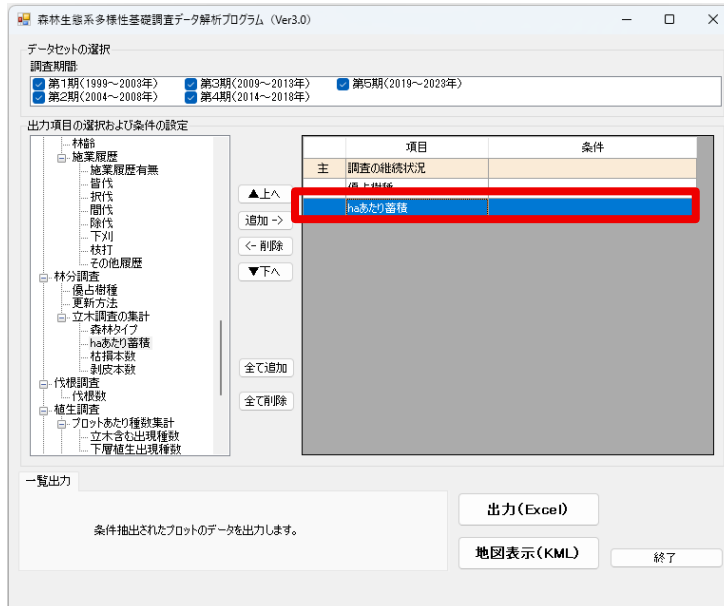 森林生態系多様性基礎調査データ解析プログラム (Ver3.0)
データセットの選択
調査期間
第1期(1999～2003年)
第3期(2009～2013年)
第5期(2019～2023年)
第2期(2004～2008年)
第4期(2014～2018年)
出力項目の選択および条件の設定
林齢
施業履歴
施業履歴有無
皆伐
択伐
間伐
除伐
下刈
枝打
その他履歴
林分調査
優占樹種
更新方法
立木調査の集計
森林タイプ
haあたり蓄積
枯損本数
剥皮本数
伐根調査
伐根数
植生調査
プロットあたり種数集計
立木含む出現種数
下層植生出現種数
▲上へ
追加 ->
<- 削除
▼下へ
全て追加
全て削除
項目
条件
主
調査の継続状況
優占樹種
haあたり蓄積
一覧出力
条件抽出されたプロットのデータを出力します。
出力(Excel)
地図表示(KML)
終了